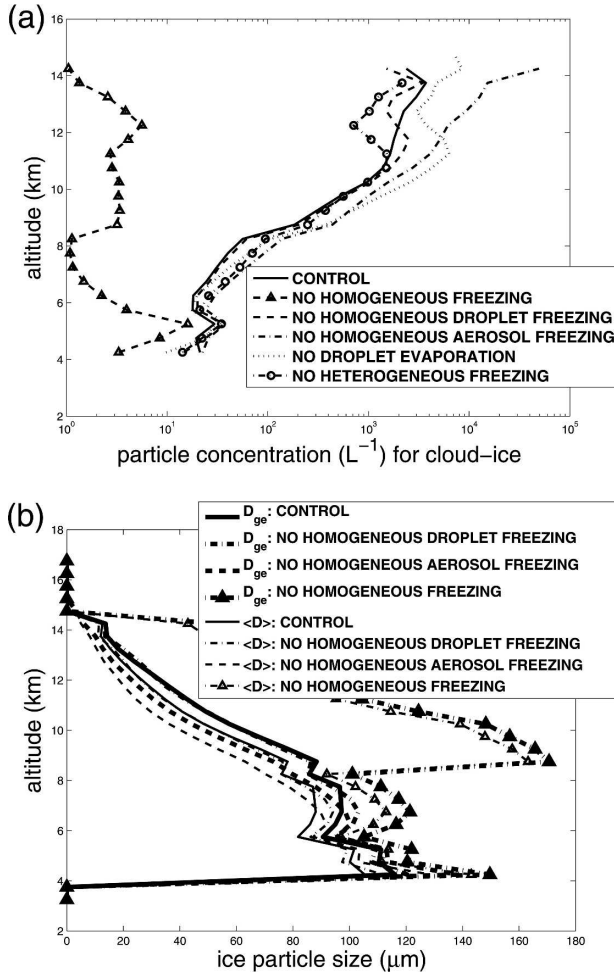 (a)
16
14
12
10
8
6
4
2
altitude (km)
10^0
10^1
10^2
10^3
10^4
10^5
particle concentration (L^-1) for cloud-ice
CONTROL
NO HOMOGENEOUS FREEZING
NO HOMOGENEOUS DROPLET FREEZING
NO HOMOGENEOUS AEROSOL FREEZING
NO DROPLET EVAPORATION
NO HETEROGENEOUS FREEZING
(b)
18
16
14
12
10
8
6
4
2
altitude (km)
D_ge: CONTROL
D_ge: NO HOMOGENEOUS DROPLET FREEZING
D_ge: NO HOMOGENEOUS AEROSOL FREEZING
D_ge: NO HOMOGENEOUS FREEZING
<D>: CONTROL
<D>: NO HOMOGENEOUS DROPLET FREEZING
<D>: NO HOMOGENEOUS AEROSOL FREEZING
<D>: NO HOMOGENEOUS FREEZING
0
20
40
60
80
100
120
140
160
180
ice particle size (μm)